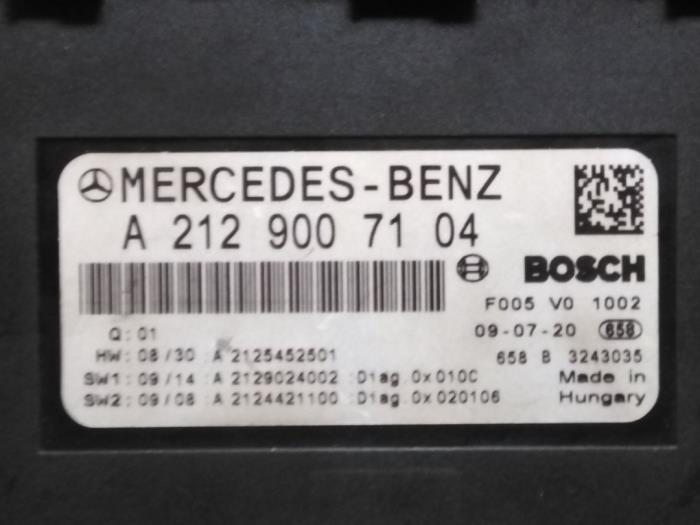 MERCEDES-BENZ
A 212 900 71 04
BOSCH
F005 V0 1002
Q: 01
09-07-20 658
HW: 08/30 :A 2125452501
658 B 3243035
SW1: 09/14 :A 2129024002 :Diag.0x010C
Made in
SW2: 09/08 :A 2124421100 :Diag.0x020106
Hungary